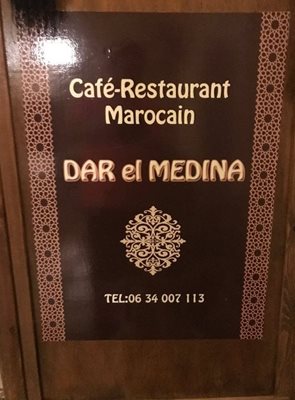 Café-Restaurant
Marocain
DAR el MEDINA
TEL:06 34 007 113